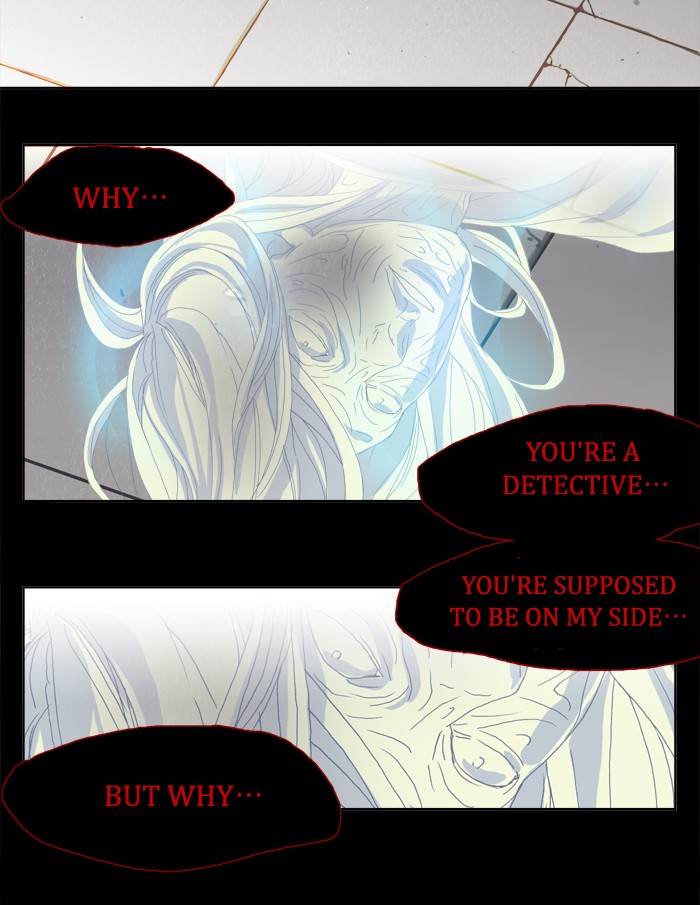 WHY…
YOU'RE A
DETECTIVE…
YOU'RE SUPPOSED
TO BE ON MY SIDE…
BUT WHY…